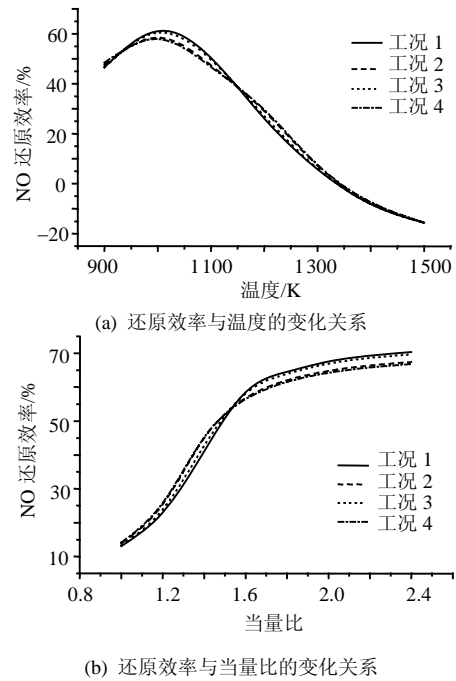 60
40
20
0
−20
NO 还原效率/%
工况 1
工况 2
工况 3
工况 4
900 1100 1300 1500
温度/K
(a) 还原效率与温度的变化关系
70
50
30
10
NO 还原效率/%
工况 1
工况 2
工况 3
工况 4
0.8 1.2 1.6 2.0 2.4
当量比
(b) 还原效率与当量比的变化关系